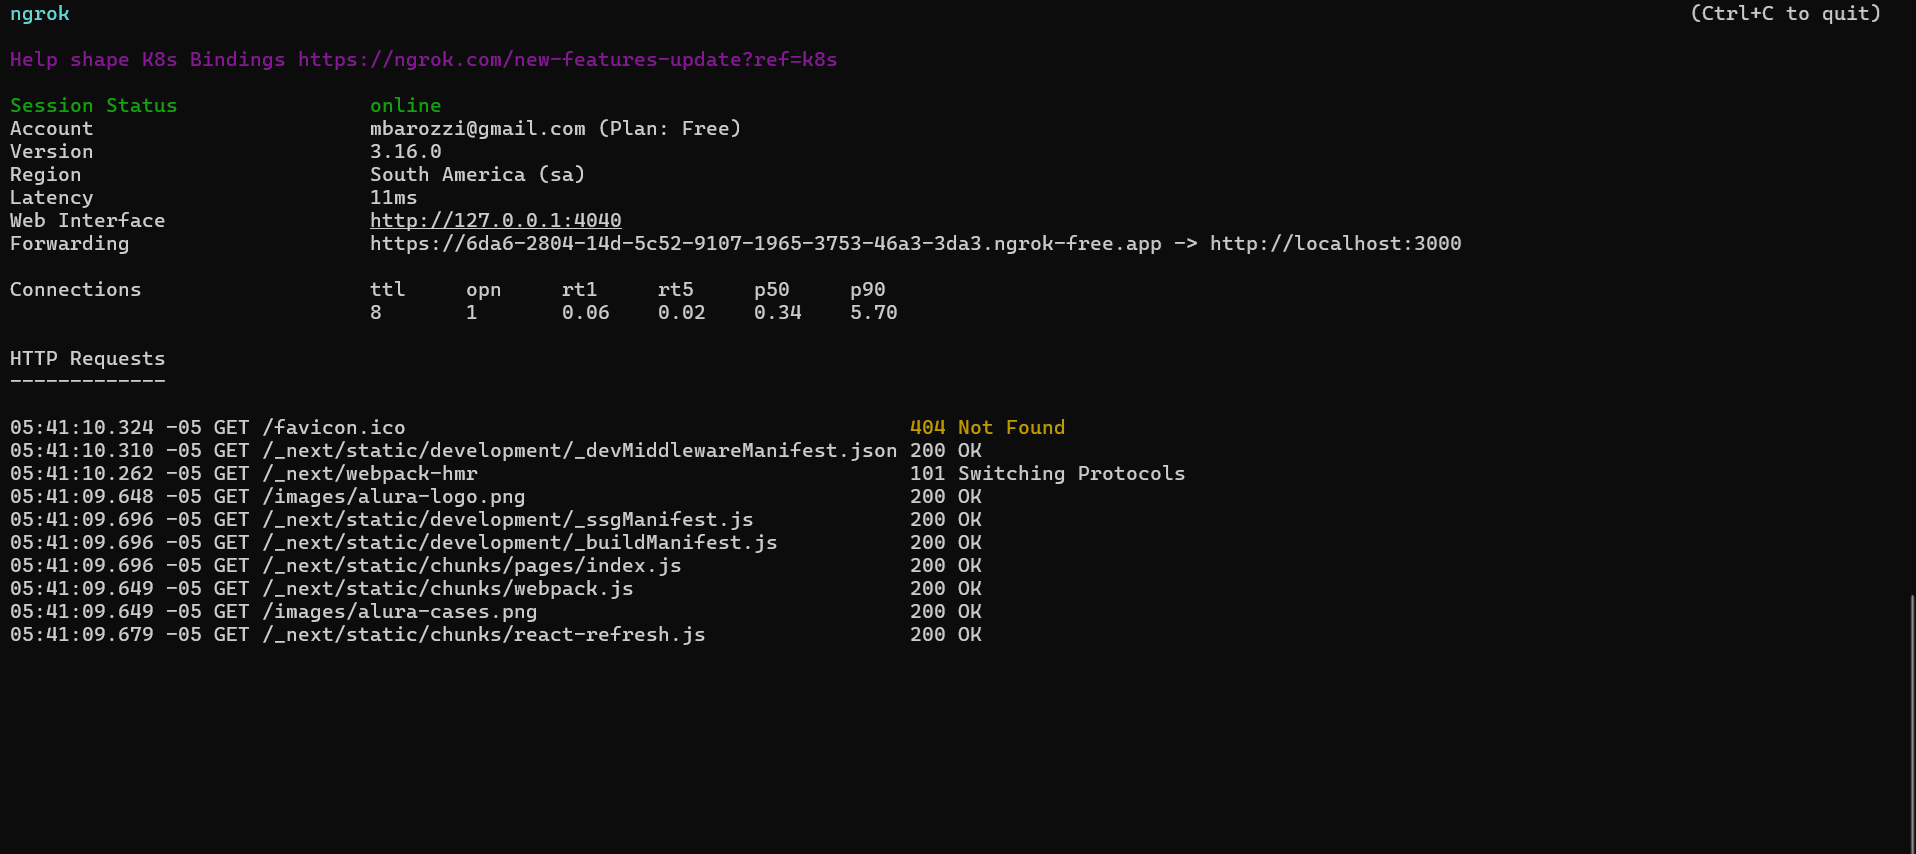 ngrok (Ctrl+C to quit)
Help shape K8s Bindings https://ngrok.com/new-features-update?ref=k8s
Session Status online
Account mbarozzi@gmail.com (Plan: Free)
Version 3.16.0
Region South America (sa)
Latency 11ms
Web Interface http://127.0.0.1:4040
Forwarding https://6da6-2804-14d-5c52-9107-1965-3753-46a3-3da3.ngrok-free.app -> http://localhost:3000
Connections ttl opn rt1 rt5 p50 p90
8 1 0.06 0.02 0.34 5.70
HTTP Requests
-------------
05:41:10.324 -05 GET /favicon.ico 404 Not Found
05:41:10.310 -05 GET /_next/static/development/_devMiddlewareManifest.json 200 OK
05:41:10.262 -05 GET /_next/webpack-hmr 101 Switching Protocols
05:41:09.648 -05 GET /images/alura-logo.png 200 OK
05:41:09.696 -05 GET /_next/static/development/_ssgManifest.js 200 OK
05:41:09.696 -05 GET /_next/static/development/_buildManifest.js 200 OK
05:41:09.696 -05 GET /_next/static/chunks/pages/index.js 200 OK
05:41:09.649 -05 GET /_next/static/chunks/webpack.js 200 OK
05:41:09.649 -05 GET /images/alura-cases.png 200 OK
05:41:09.679 -05 GET /_next/static/chunks/react-refresh.js 200 OK